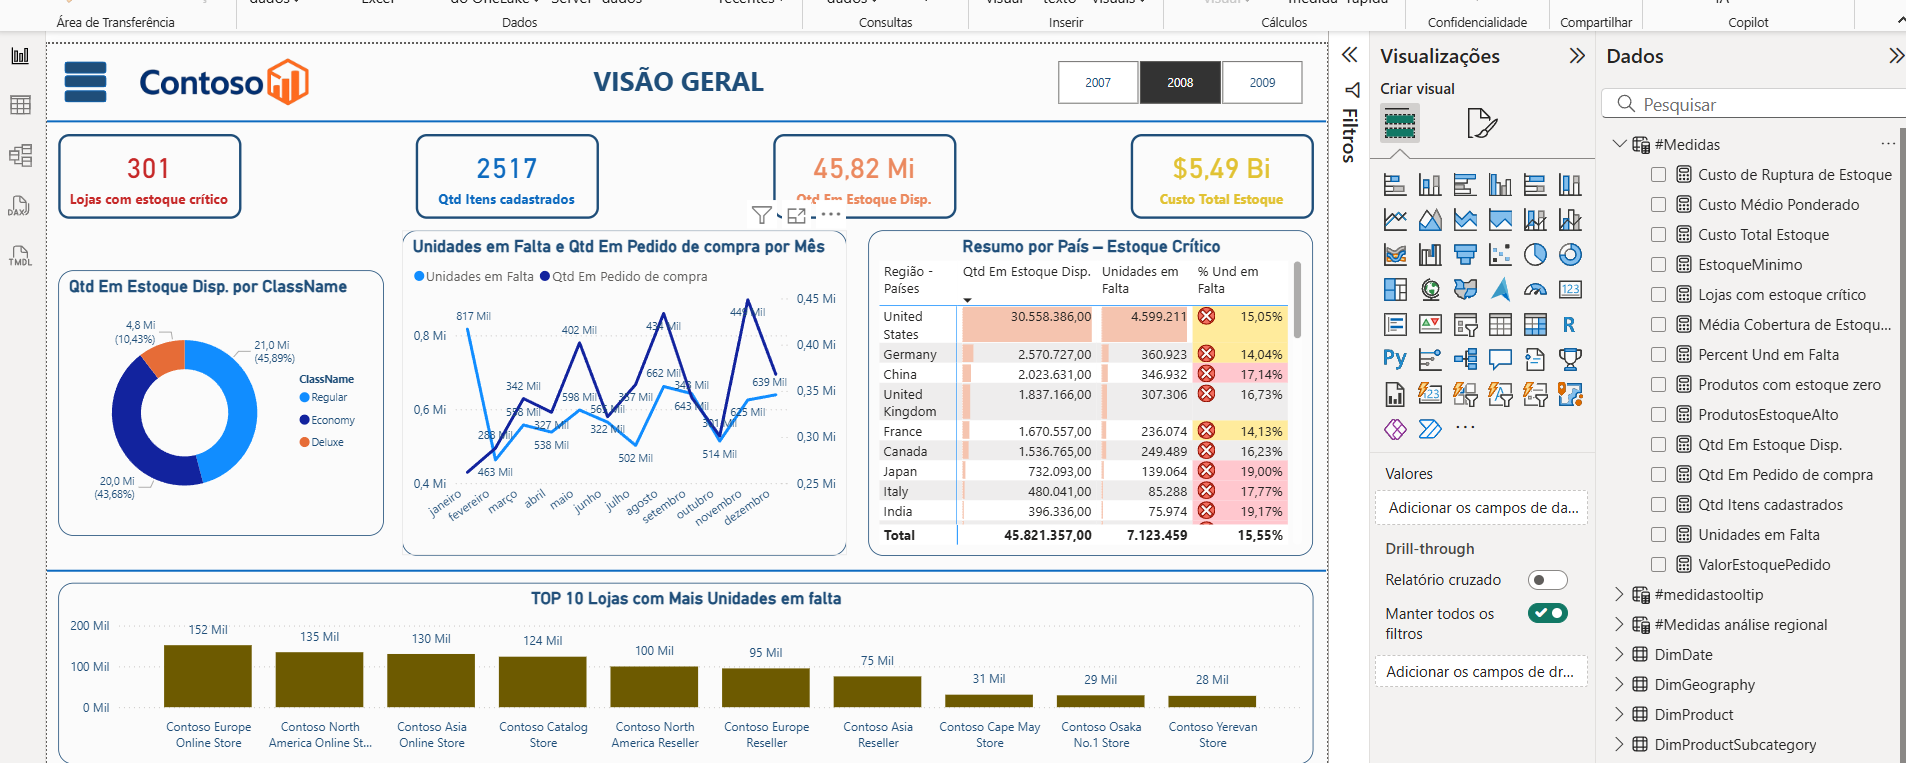 Área de Transferência
Dados
Consultas
Inserir
Cálculos
Confidencialidade
Compartilhar
Copilot
Contoso
VISÃO GERAL
2007
2008
2009
301
Lojas com estoque crítico
2517
Qtd Itens cadastrados
45,82 Mi
Qtd Em Estoque Disp.
$5,49 Bi
Custo Total Estoque
Qtd Em Estoque Disp. por ClassName
4,8 Mi
(10,43%)
21,0 Mi
(45,89%)
20,0 Mi
(43,68%)
ClassName
Regular
Economy
Deluxe
Unidades em Falta e Qtd Em Pedido de compra por Mês
Unidades em Falta
Qtd Em Pedido de compra
0,8 Mi
0,6 Mi
0,4 Mi
0,45 Mi
0,40 Mi
0,35 Mi
0,30 Mi
0,25 Mi
817 Mil
463 Mil
342 Mil
327 Mil
538 Mil
402 Mil
598 Mil
322 Mil
502 Mil
662 Mil
643 Mil
514 Mil
625 Mil
639 Mil
janeiro
fevereiro
março
abril
maio
junho
julho
agosto
setembro
outubro
novembro
dezembro
Resumo por País – Estoque Crítico
Região - Países
Qtd Em Estoque Disp.
Unidades em Falta
% Und em Falta
United States 30.558.386,00 4.599.211 15,05%
Germany 2.570.727,00 360.923 14,04%
China 2.023.631,00 346.932 17,14%
United Kingdom 1.837.166,00 307.306 16,73%
France 1.670.557,00 236.074 14,13%
Canada 1.536.765,00 249.489 16,23%
Japan 732.093,00 139.064 19,00%
Italy 480.041,00 85.288 17,77%
India 396.336,00 75.974 19,17%
Total 45.821.357,00 7.123.459 15,55%
TOP 10 Lojas com Mais Unidades em falta
200 Mil
100 Mil
0 Mil
152 Mil
135 Mil
130 Mil
124 Mil
100 Mil
95 Mil
75 Mil
31 Mil
29 Mil
28 Mil
Contoso Europe Online Store
Contoso North America Online St...
Contoso Asia Online Store
Contoso Catalog Store
Contoso North America Reseller
Contoso Europe Reseller
Contoso Asia Reseller
Contoso Cape May Store
Contoso Osaka No.1 Store
Contoso Yerevan Store
DAX
TMDL
Filtros
Visualizações
Criar visual
123
R
Py
Valores
Adicionar os campos de da...
Drill-through
Relatório cruzado
Manter todos os
filtros
Adicionar os campos de dr...
Dados
Pesquisar
#Medidas
Custo de Ruptura de Estoque
Custo Médio Ponderado
Custo Total Estoque
EstoqueMinimo
Lojas com estoque crítico
Média Cobertura de Estoqu...
Percent Und em Falta
Produtos com estoque zero
ProdutosEstoqueAlto
Qtd Em Estoque Disp.
Qtd Em Pedido de compra
Qtd Itens cadastrados
Unidades em Falta
ValorEstoquePedido
#medidastooltip
#Medidas análise regional
DimDate
DimGeography
DimProduct
DimProductSubcategory